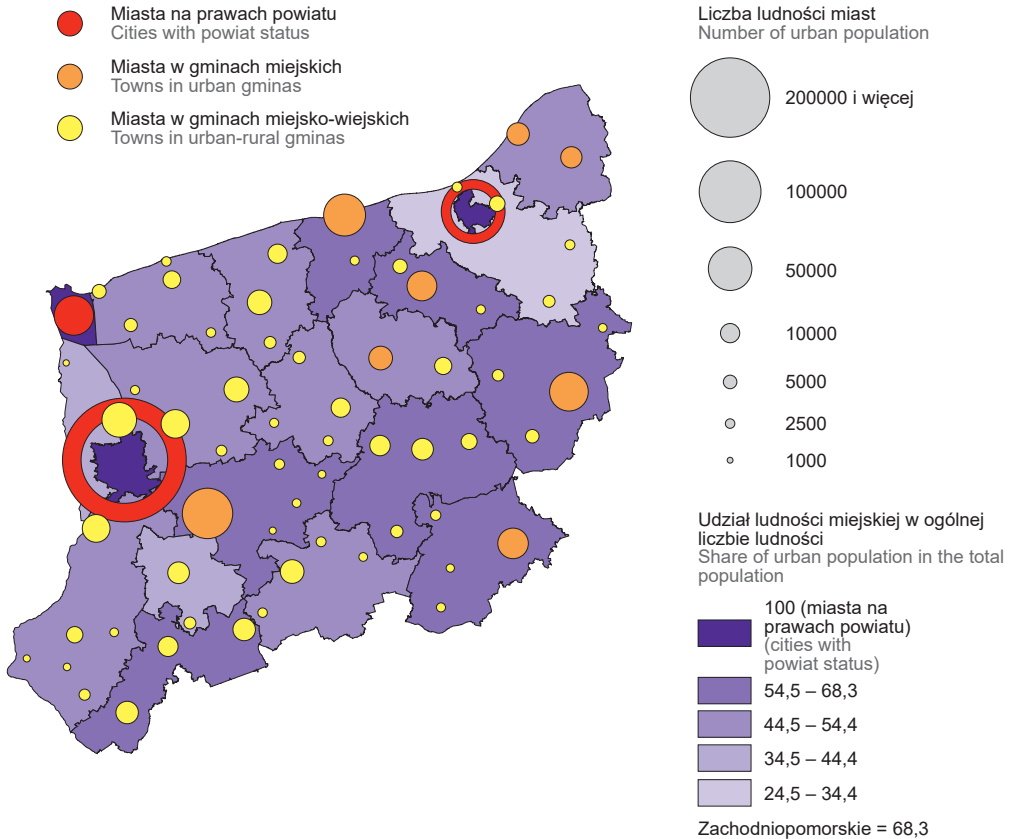 Miasta na prawach powiatu
Cities with powiat status
Miasta w gminach miejskich
Towns in urban gminas
Miasta w gminach miejsko-wiejskich
Towns in urban-rural gminas
Liczba ludności miast
Number of urban population
200000 i więcej
100000
50000
10000
5000
2500
1000
Udział ludności miejskiej w ogólnej
liczbie ludności
Share of urban population in the total
population
100 (miasta na
prawach powiatu)
(cities with
powiat status)
54,5 – 68,3
44,5 – 54,4
34,5 – 44,4
24,5 – 34,4
Zachodniopomorskie = 68,3